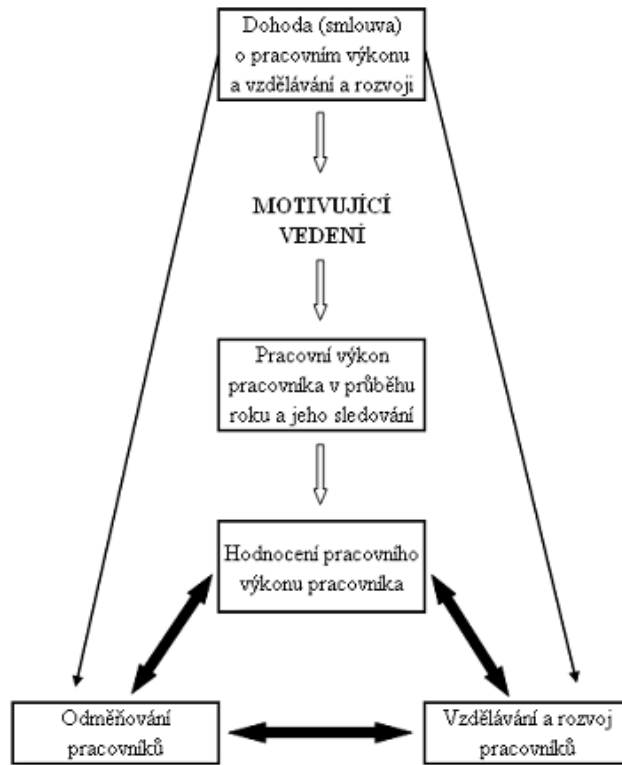 Dohoda (smlouva)
o pracovním výkonu
a vzdělávání a rozvoji
MOTIVUJÍCÍ
VEDENÍ
Pracovní výkon
pracovníka v průběhu
roku a jeho sledování
Hodnocení pracovního
výkonu pracovníka
Odměňování
pracovníků
Vzdělávání a rozvoj
pracovníků